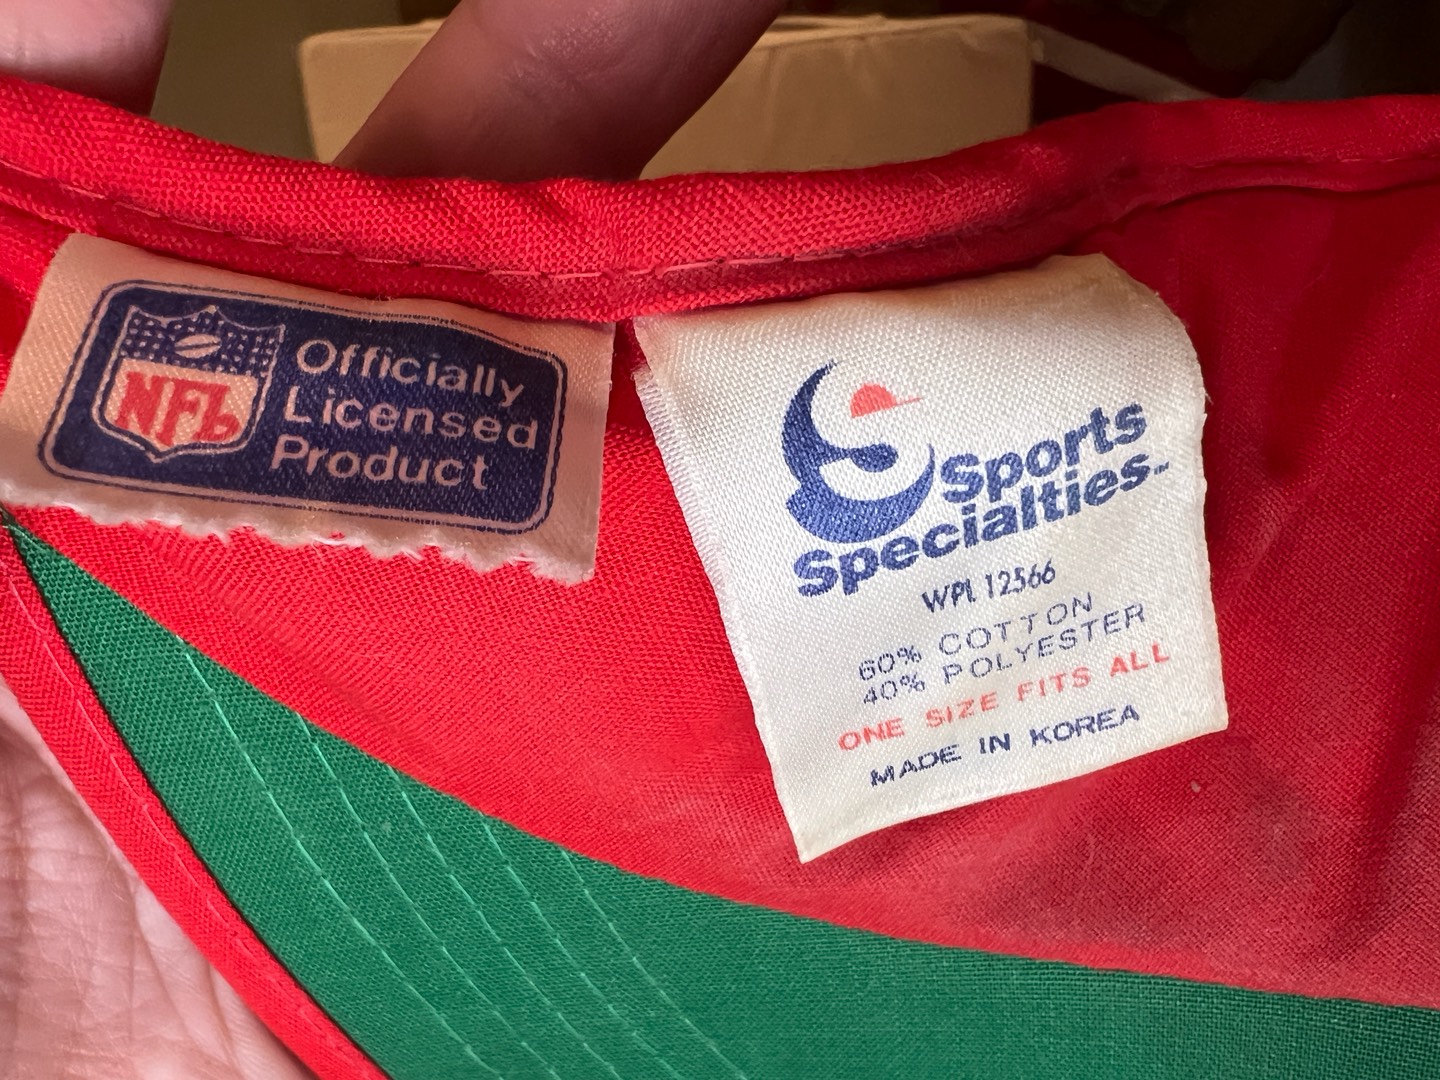 NFL
Officially
Licensed
Product
Sports
Specialties
WPL 12566
60% COTTON
40% POLYESTER
ONE SIZE FITS ALL
MADE IN KOREA